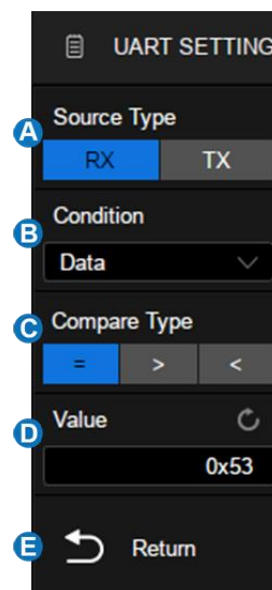 UART SETTING
A
Source Type
RX TX
B
Condition
Data
C
Compare Type
= > <
D
Value
0x53
E
Return